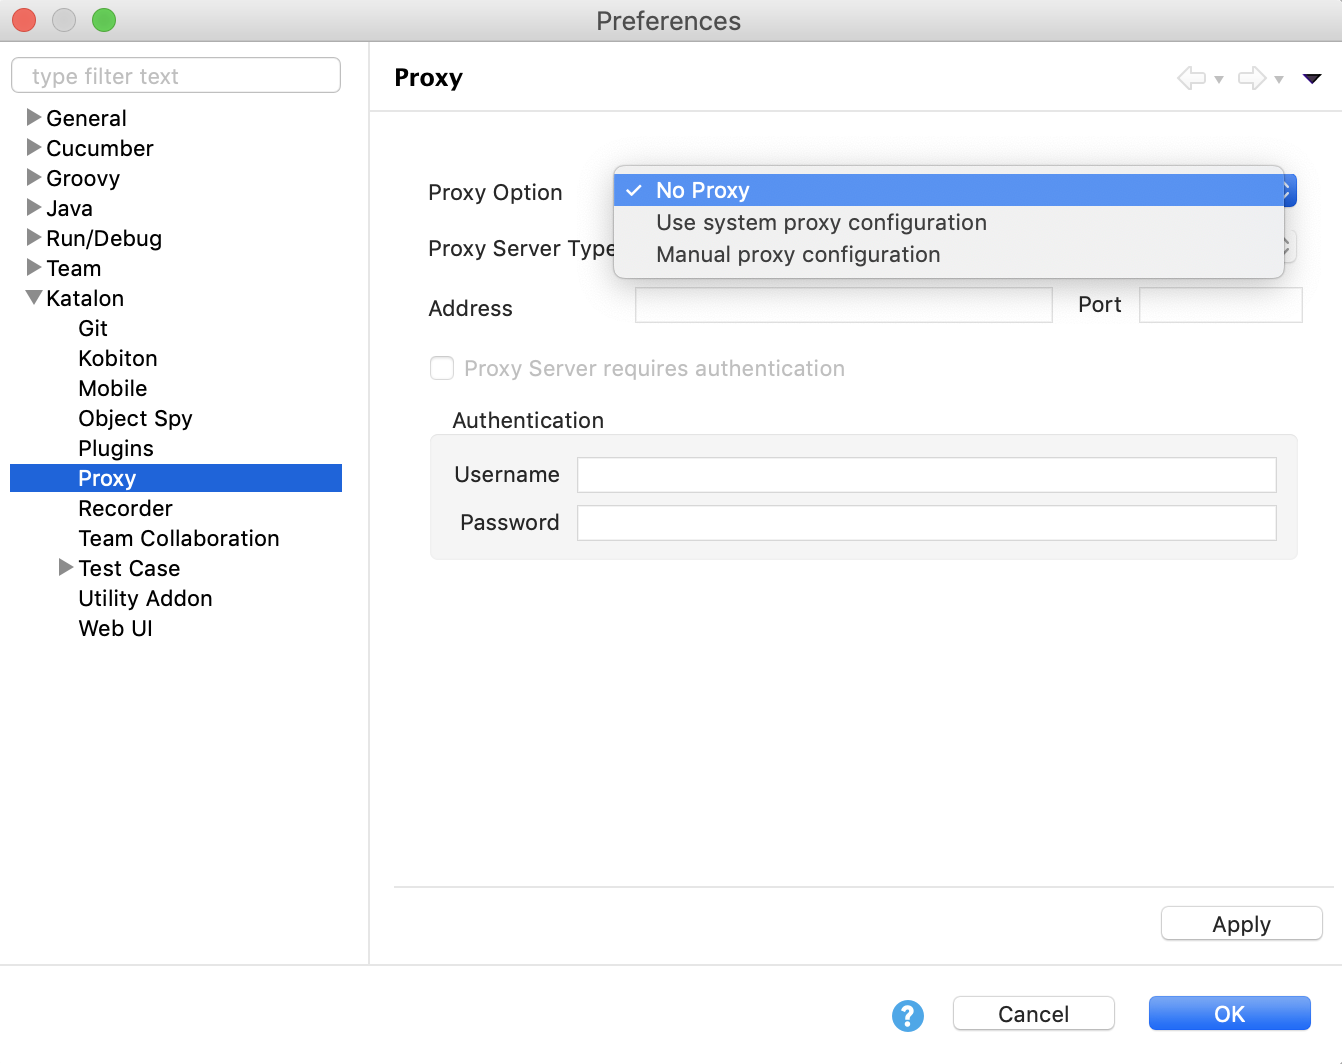 Preferences
type filter text
General
Cucumber
Groovy
Java
Run/Debug
Team
Katalon
Git
Kobiton
Mobile
Object Spy
Plugins
Proxy
Recorder
Team Collaboration
Test Case
Utility Addon
Web UI
Proxy
Proxy Option
No Proxy
Use system proxy configuration
Manual proxy configuration
Proxy Server Type
Address
Port
Proxy Server requires authentication
Authentication
Username
Password
Apply
? Cancel OK